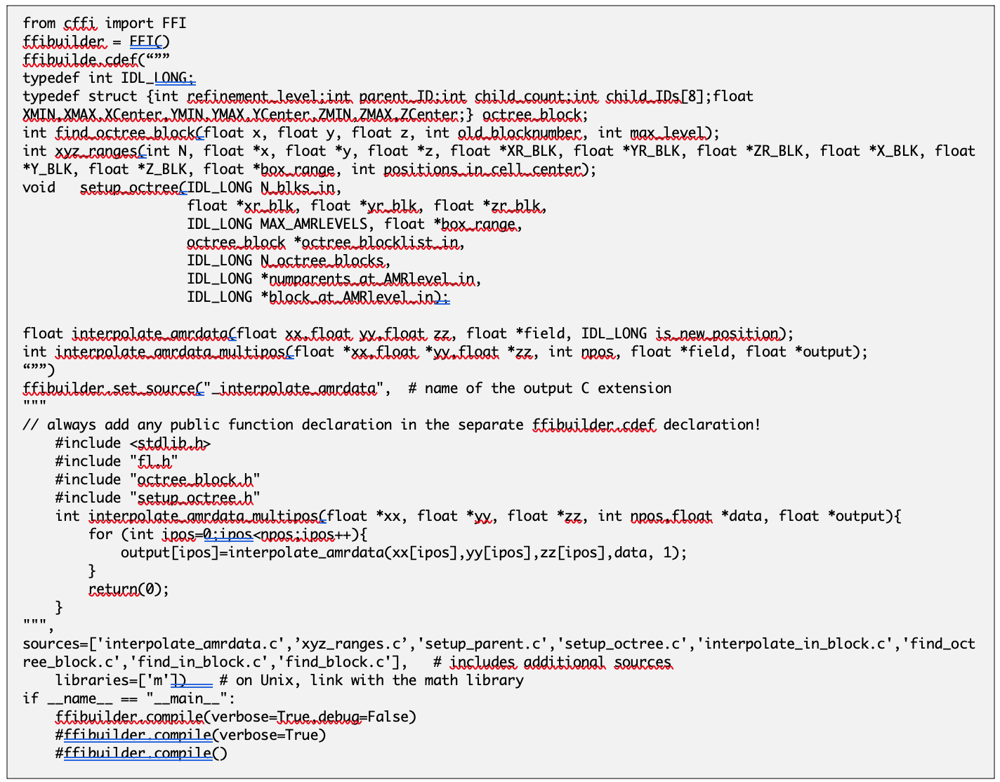 from cffi import FFI
ffibuilder = FFI()
ffibuilde.cdef(“””
typedef int IDL_LONG;
typedef struct {int refinement_level;int parent_ID;int child_count;int child_IDs[8];float
XMIN,XMAX,XCenter,YMIN,YMAX,YCenter,ZMIN,ZMAX,ZCenter;} octree_block;
int find_octree_block(float x, float y, float z, int old_blocknumber, int max_level);
int xyz_ranges(int N, float *x, float *y, float *z, float *XR_BLK, float *YR_BLK, float *ZR_BLK, float *X_BLK, float
*Y_BLK, float *Z_BLK, float *box_range, int positions_in_cell_center);
void   setup_octree(IDL_LONG N_blks_in,
                    float *xr_blk, float *yr_blk, float *zr_blk,
                    IDL_LONG MAX_AMRLEVELS, float *box_range,
                    octree_block *octree_blocklist_in,
                    IDL_LONG N_octree_blocks,
                    IDL_LONG *numparents_at_AMRlevel_in,
                    IDL_LONG *block_at_AMRlevel_in);

float interpolate_amrdata(float xx,float yy,float zz, float *field, IDL_LONG is_new_position);
int interpolate_amrdata_multipos(float *xx,float *yy,float *zz, int npos, float *field, float *output);
“””)
ffibuilder.set_source("_interpolate_amrdata",  # name of the output C extension
"""
// always add any public function declaration in the separate ffibuilder.cdef declaration!
    #include <stdlib.h>
    #include "fl.h"
    #include "octree_block.h"
    #include "setup_octree.h"
    int interpolate_amrdata_multipos(float *xx, float *yy, float *zz, int npos,float *data, float *output){
        for (int ipos=0;ipos<npos;ipos++){
            output[ipos]=interpolate_amrdata(xx[ipos],yy[ipos],zz[ipos],data, 1);
        }
        return(0);
    }
""",
sources=['interpolate_amrdata.c',’xyz_ranges.c’,'setup_parent.c','setup_octree.c','interpolate_in_block.c','find_oct
ree_block.c','find_in_block.c','find_block.c'],   # includes additional sources
    libraries=['m'])    # on Unix, link with the math library
if __name__ == "__main__":
    ffibuilder.compile(verbose=True,debug=False)
    #ffibuilder.compile(verbose=True)
    #ffibuilder.compile()